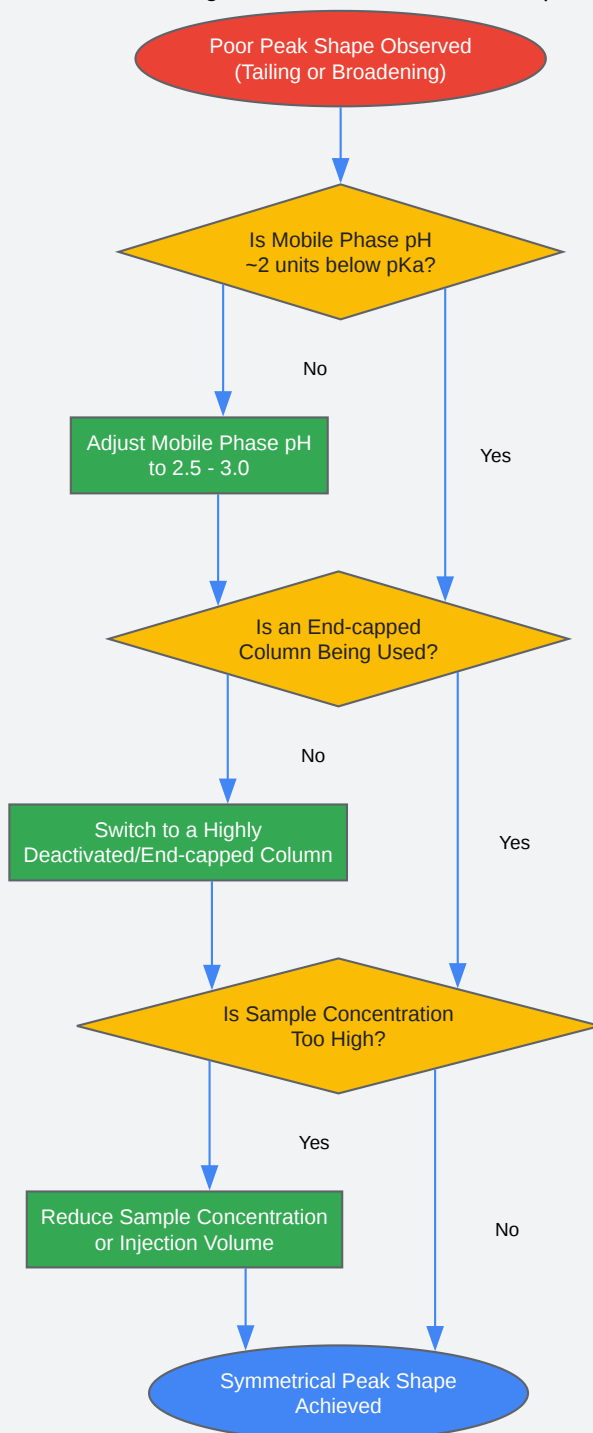 Poor Peak Shape Observed
(Tailing or Broadening)
Is Mobile Phase pH
~2 units below pKa?
No
Adjust Mobile Phase pH
to 2.5 - 3.0
Yes
Is an End-capped
Column Being Used?
No
Switch to a Highly
Deactivated/End-capped Column
Yes
Is Sample Concentration
Too High?
Yes
Reduce Sample Concentration
or Injection Volume
No
Symmetrical Peak Shape
Achieved